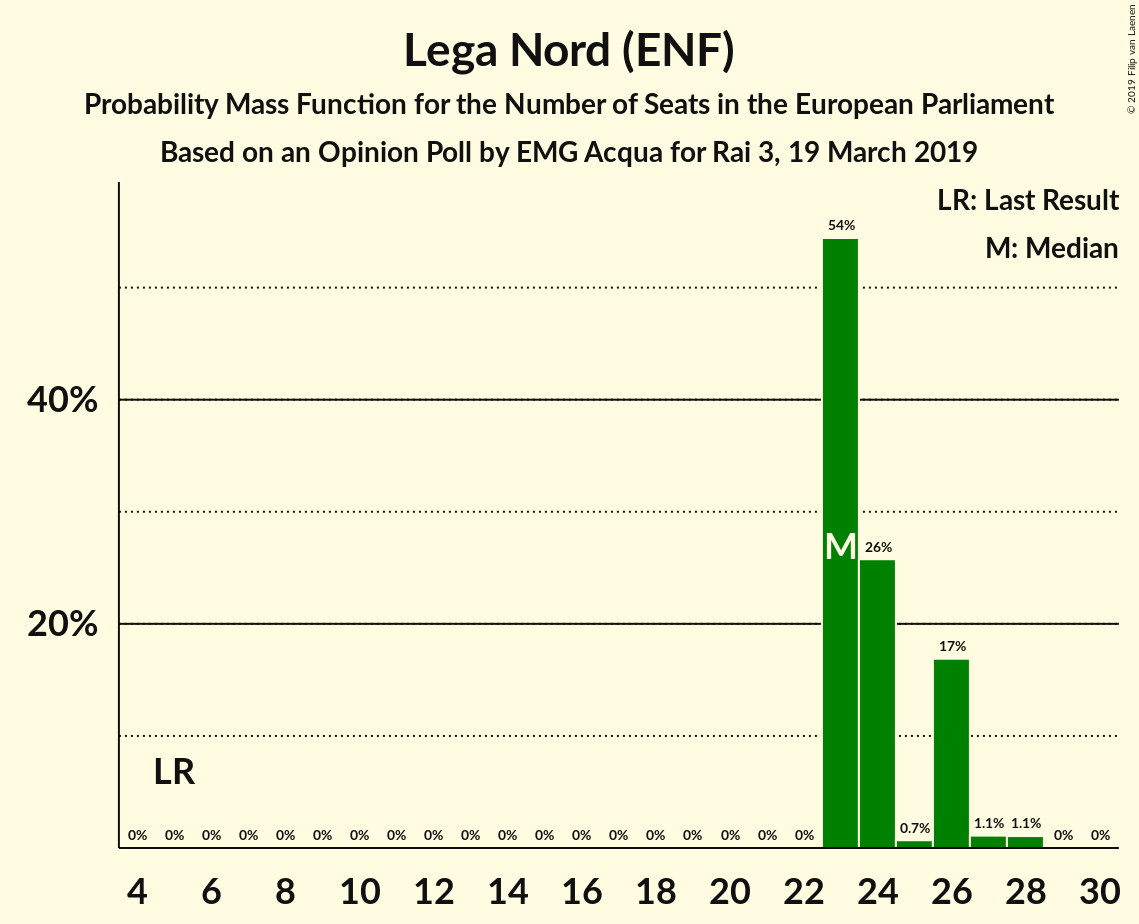 Lega Nord (ENF)
Probability Mass Function for the Number of Seats in the European Parliament
Based on an Opinion Poll by EMG Acqua for Rai 3, 19 March 2019
© 2019 Filip van Laenen
LR: Last Result
M: Median
54%
40%
M 26%
20%
17%
LR
0% 0% 0% 0% 0% 0% 0% 0% 0% 0% 0% 0% 0% 0% 0% 0% 0% 0% 0% 0.7% 1.1% 1.1% 0% 0%
4 6 8 10 12 14 16 18 20 22 24 26 28 30